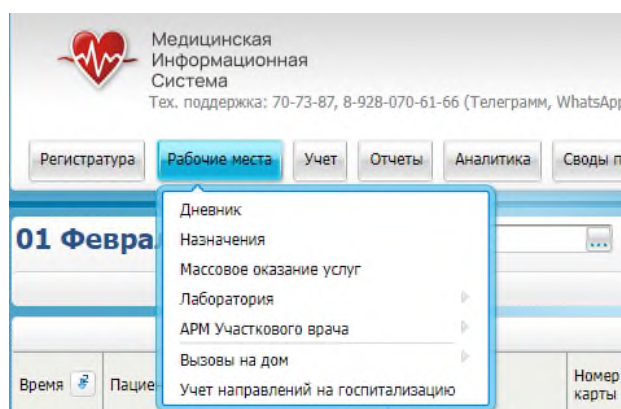 Медицинская
Информационная
Система
Тех. поддержка: 70-73-87, 8-928-070-61-66 (Телеграмм, WhatsApp
Регистратура Рабочие места Учет Отчеты Аналитика Своды
Дневник
01 Феврал
Назначения
...
Массовое оказание услуг
Лаборатория
АРМ Участкового врача
Вызовы на дом
Время Пацие Номер
карты
Учет направлений на госпитализацию